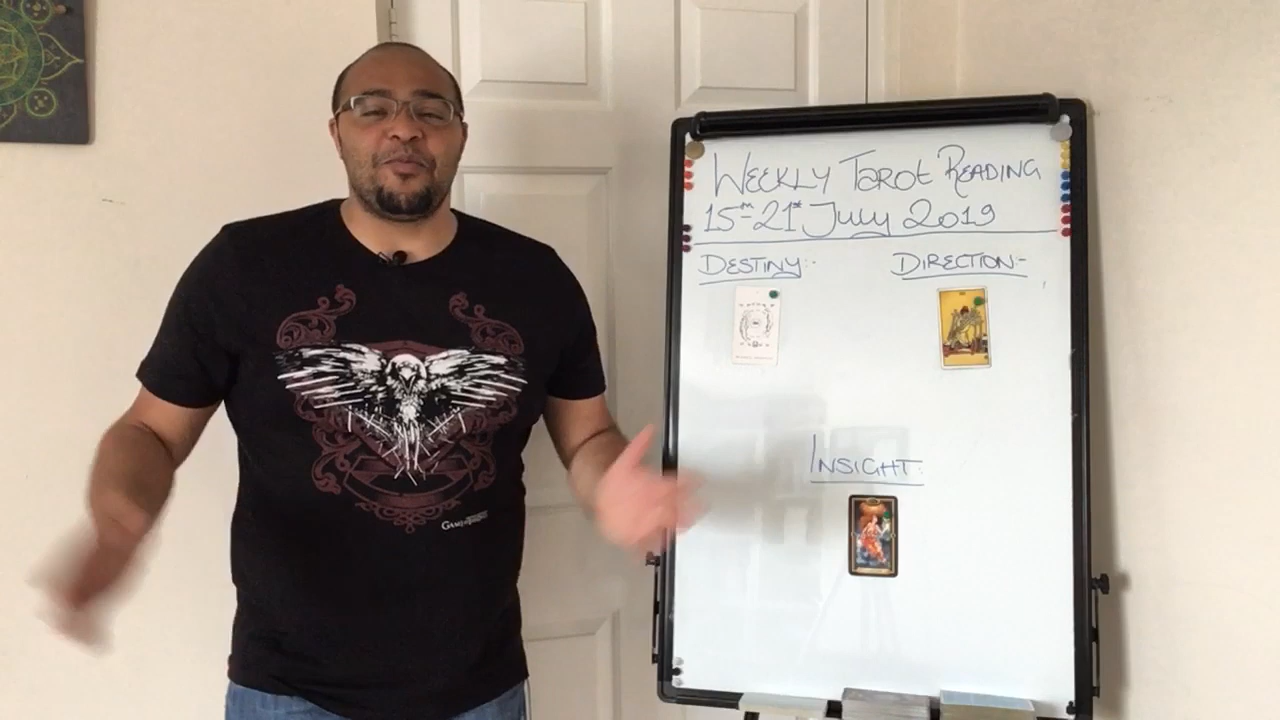 WEEKLY TAROT READING
15TH-21ST JULY 2019
DESTINY:-
DIRECTION:-
INSIGHT: